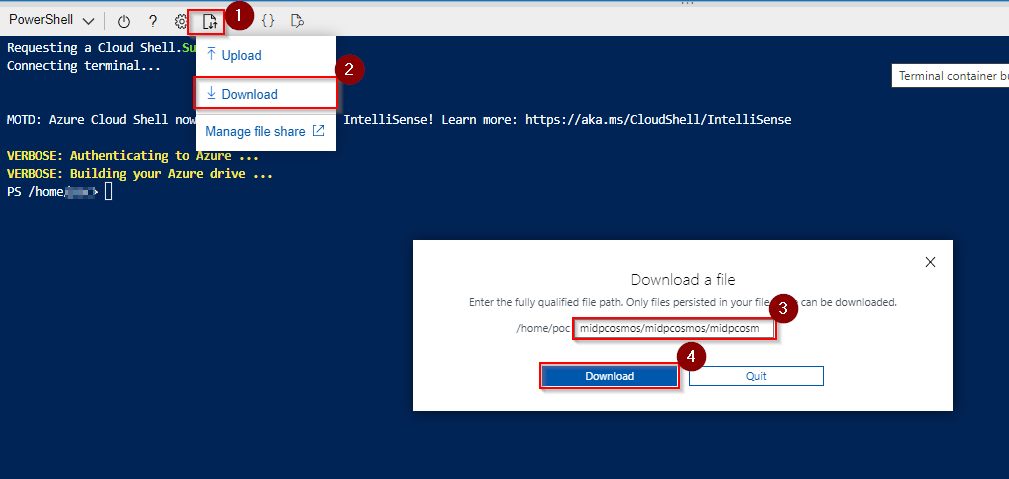 PowerShell
? {} 1
Requesting a Cloud Shell.Su
Upload
Connecting terminal...
2
Terminal container bu
Download
MOTD: Azure Cloud Shell now IntelliSense! Learn more: https://aka.ms/CloudShell/IntelliSense
Manage file share
VERBOSE: Authenticating to Azure ...
VERBOSE: Building your Azure drive ...
PS /home/
Download a file
Enter the fully qualified file path. Only files persisted in your file can be downloaded.
3
/home/poc midpcosmos/midpcosmos/midpcosm
4
Download Quit